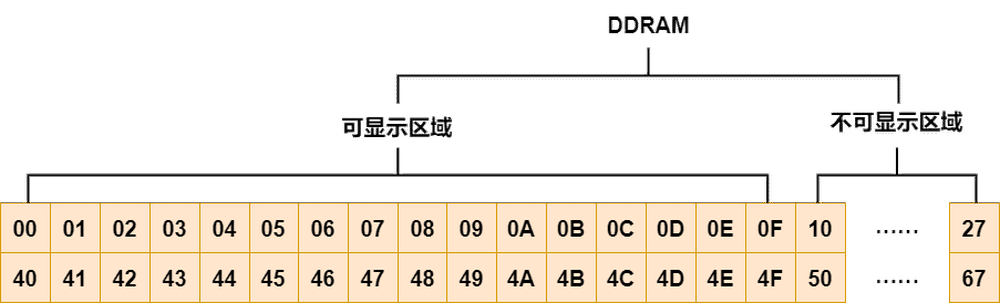 DDRAM
可显示区域
不可显示区域
00 01 02 03 04 05 06 07 08 09 0A 0B 0C 0D 0E 0F 10 …… 27
40 41 42 43 44 45 46 47 48 49 4A 4B 4C 4D 4E 4F 50 …… 67